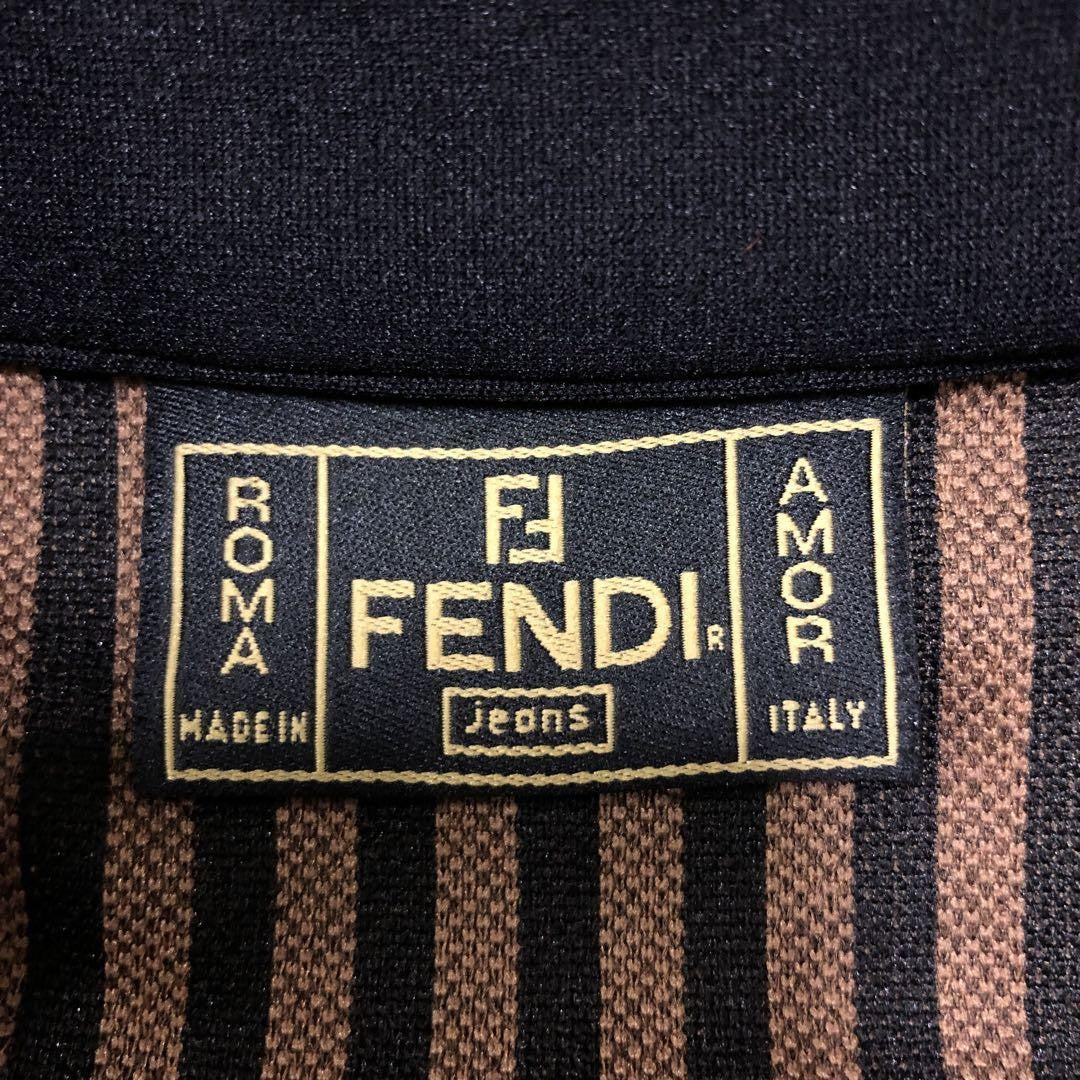 ROMA
MADE IN
FF
FENDI R
jeans
AMOR
ITALY